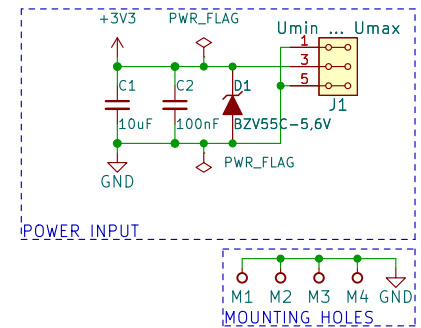 +3V3 PWR_FLAG
Umin ... Umax
1
3
5
J1
C1
10uF
C2
100nF
D1
BZV55C-5,6V
GND
PWR_FLAG
POWER INPUT
M1 M2 M3 M4 GND
MOUNTING HOLES